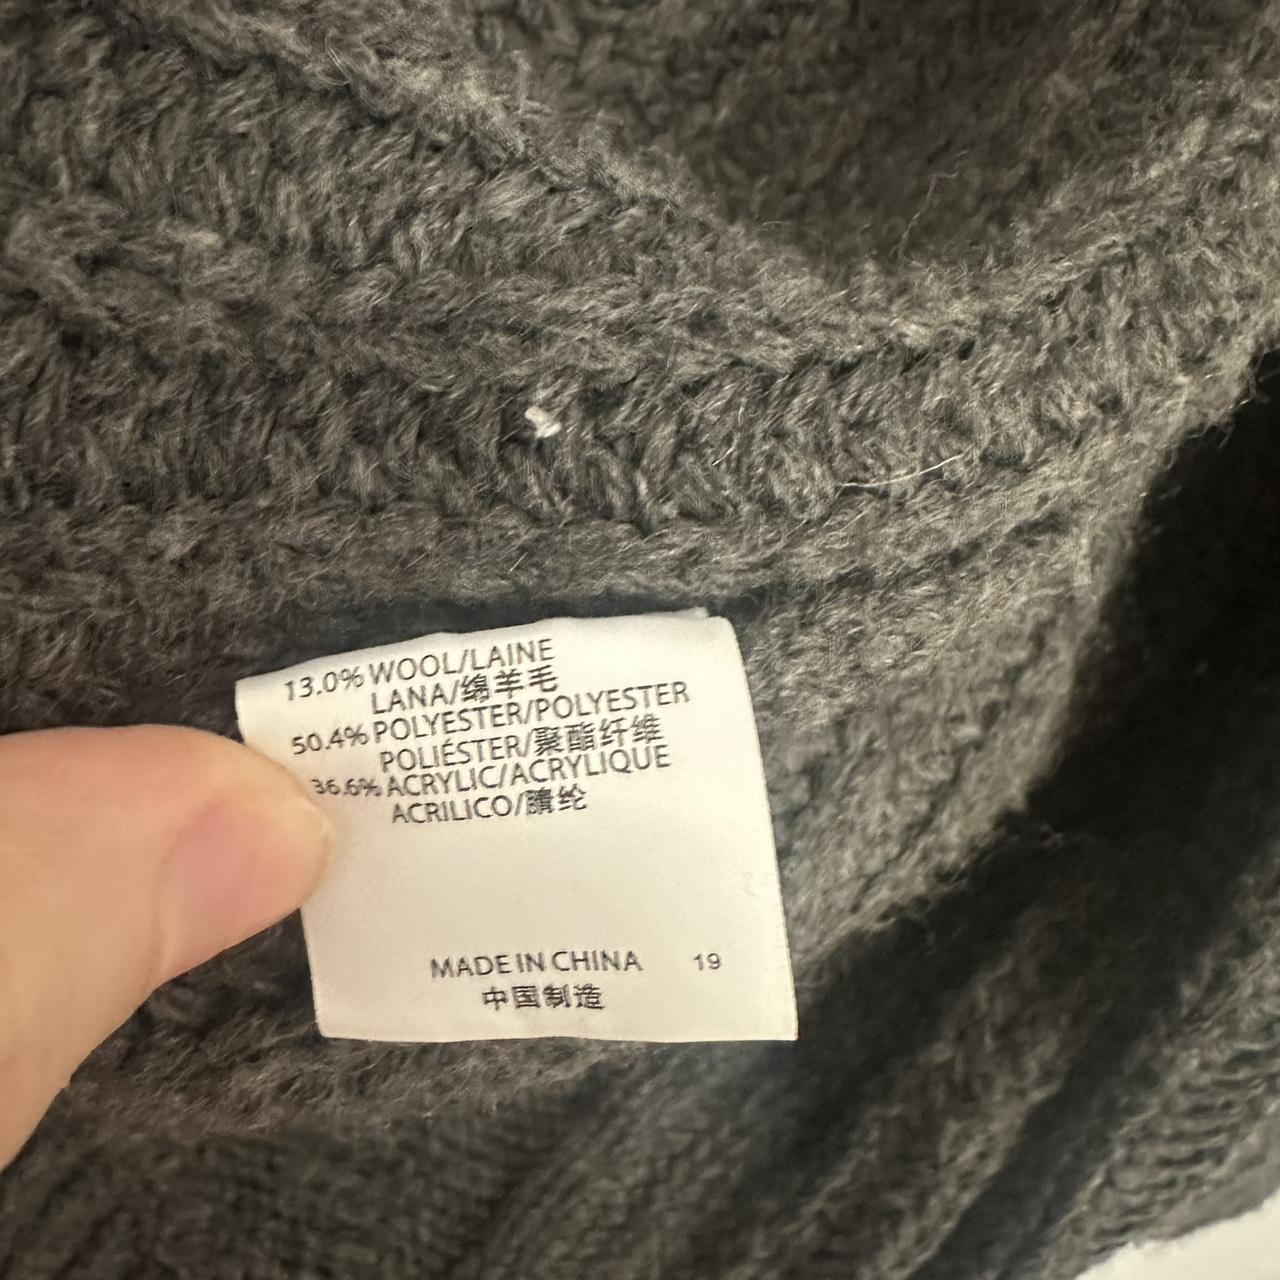 13.0% WOOL/LAINE
LANA/绵羊毛
50.4% POLYESTER/POLYESTER
POLIÉSTER/聚酯纤维
36.6% ACRYLIC/ACRYLIQUE
ACRILICO/腈纶
MADE IN CHINA 19
中国制造